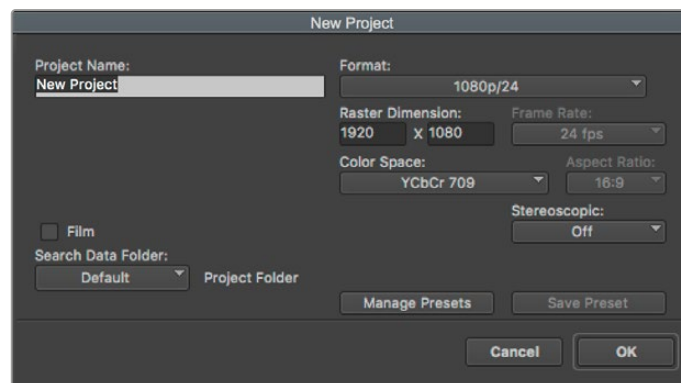 New Project
Project Name:
New Project
Format:
1080p/24
Raster Dimension:
1920 X 1080
Frame Rate:
24 fps
Color Space:
YCbCr 709
Aspect Ratio:
16:9
Stereoscopic:
Off
Film
Search Data Folder:
Default
Project Folder
Manage Presets
Save Preset
Cancel
OK